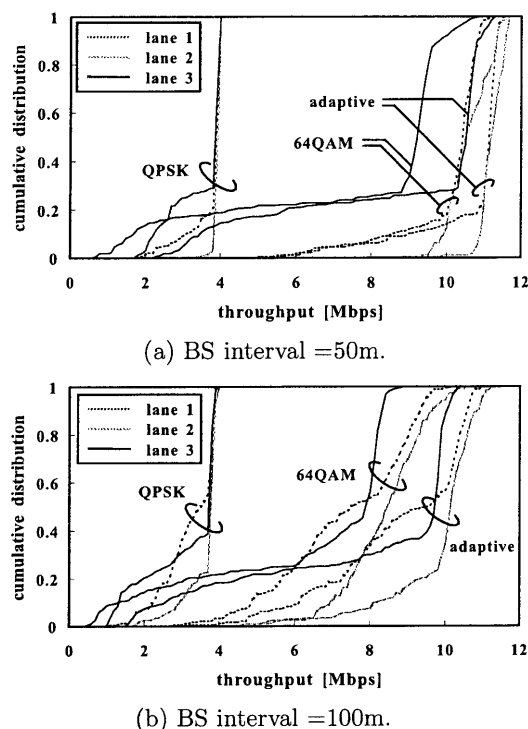 1
0.8
0.6
0.4
0.2
0
cumulative distribution
lane 1
lane 2
lane 3
QPSK
adaptive
64QAM
0 2 4 6 8 10 12
throughput [Mbps]
(a) BS interval =50m.
1
0.8
0.6
0.4
0.2
0
cumulative distribution
lane 1
lane 2
lane 3
QPSK
64QAM
adaptive
0 2 4 6 8 10 12
throughput [Mbps]
(b) BS interval =100m.